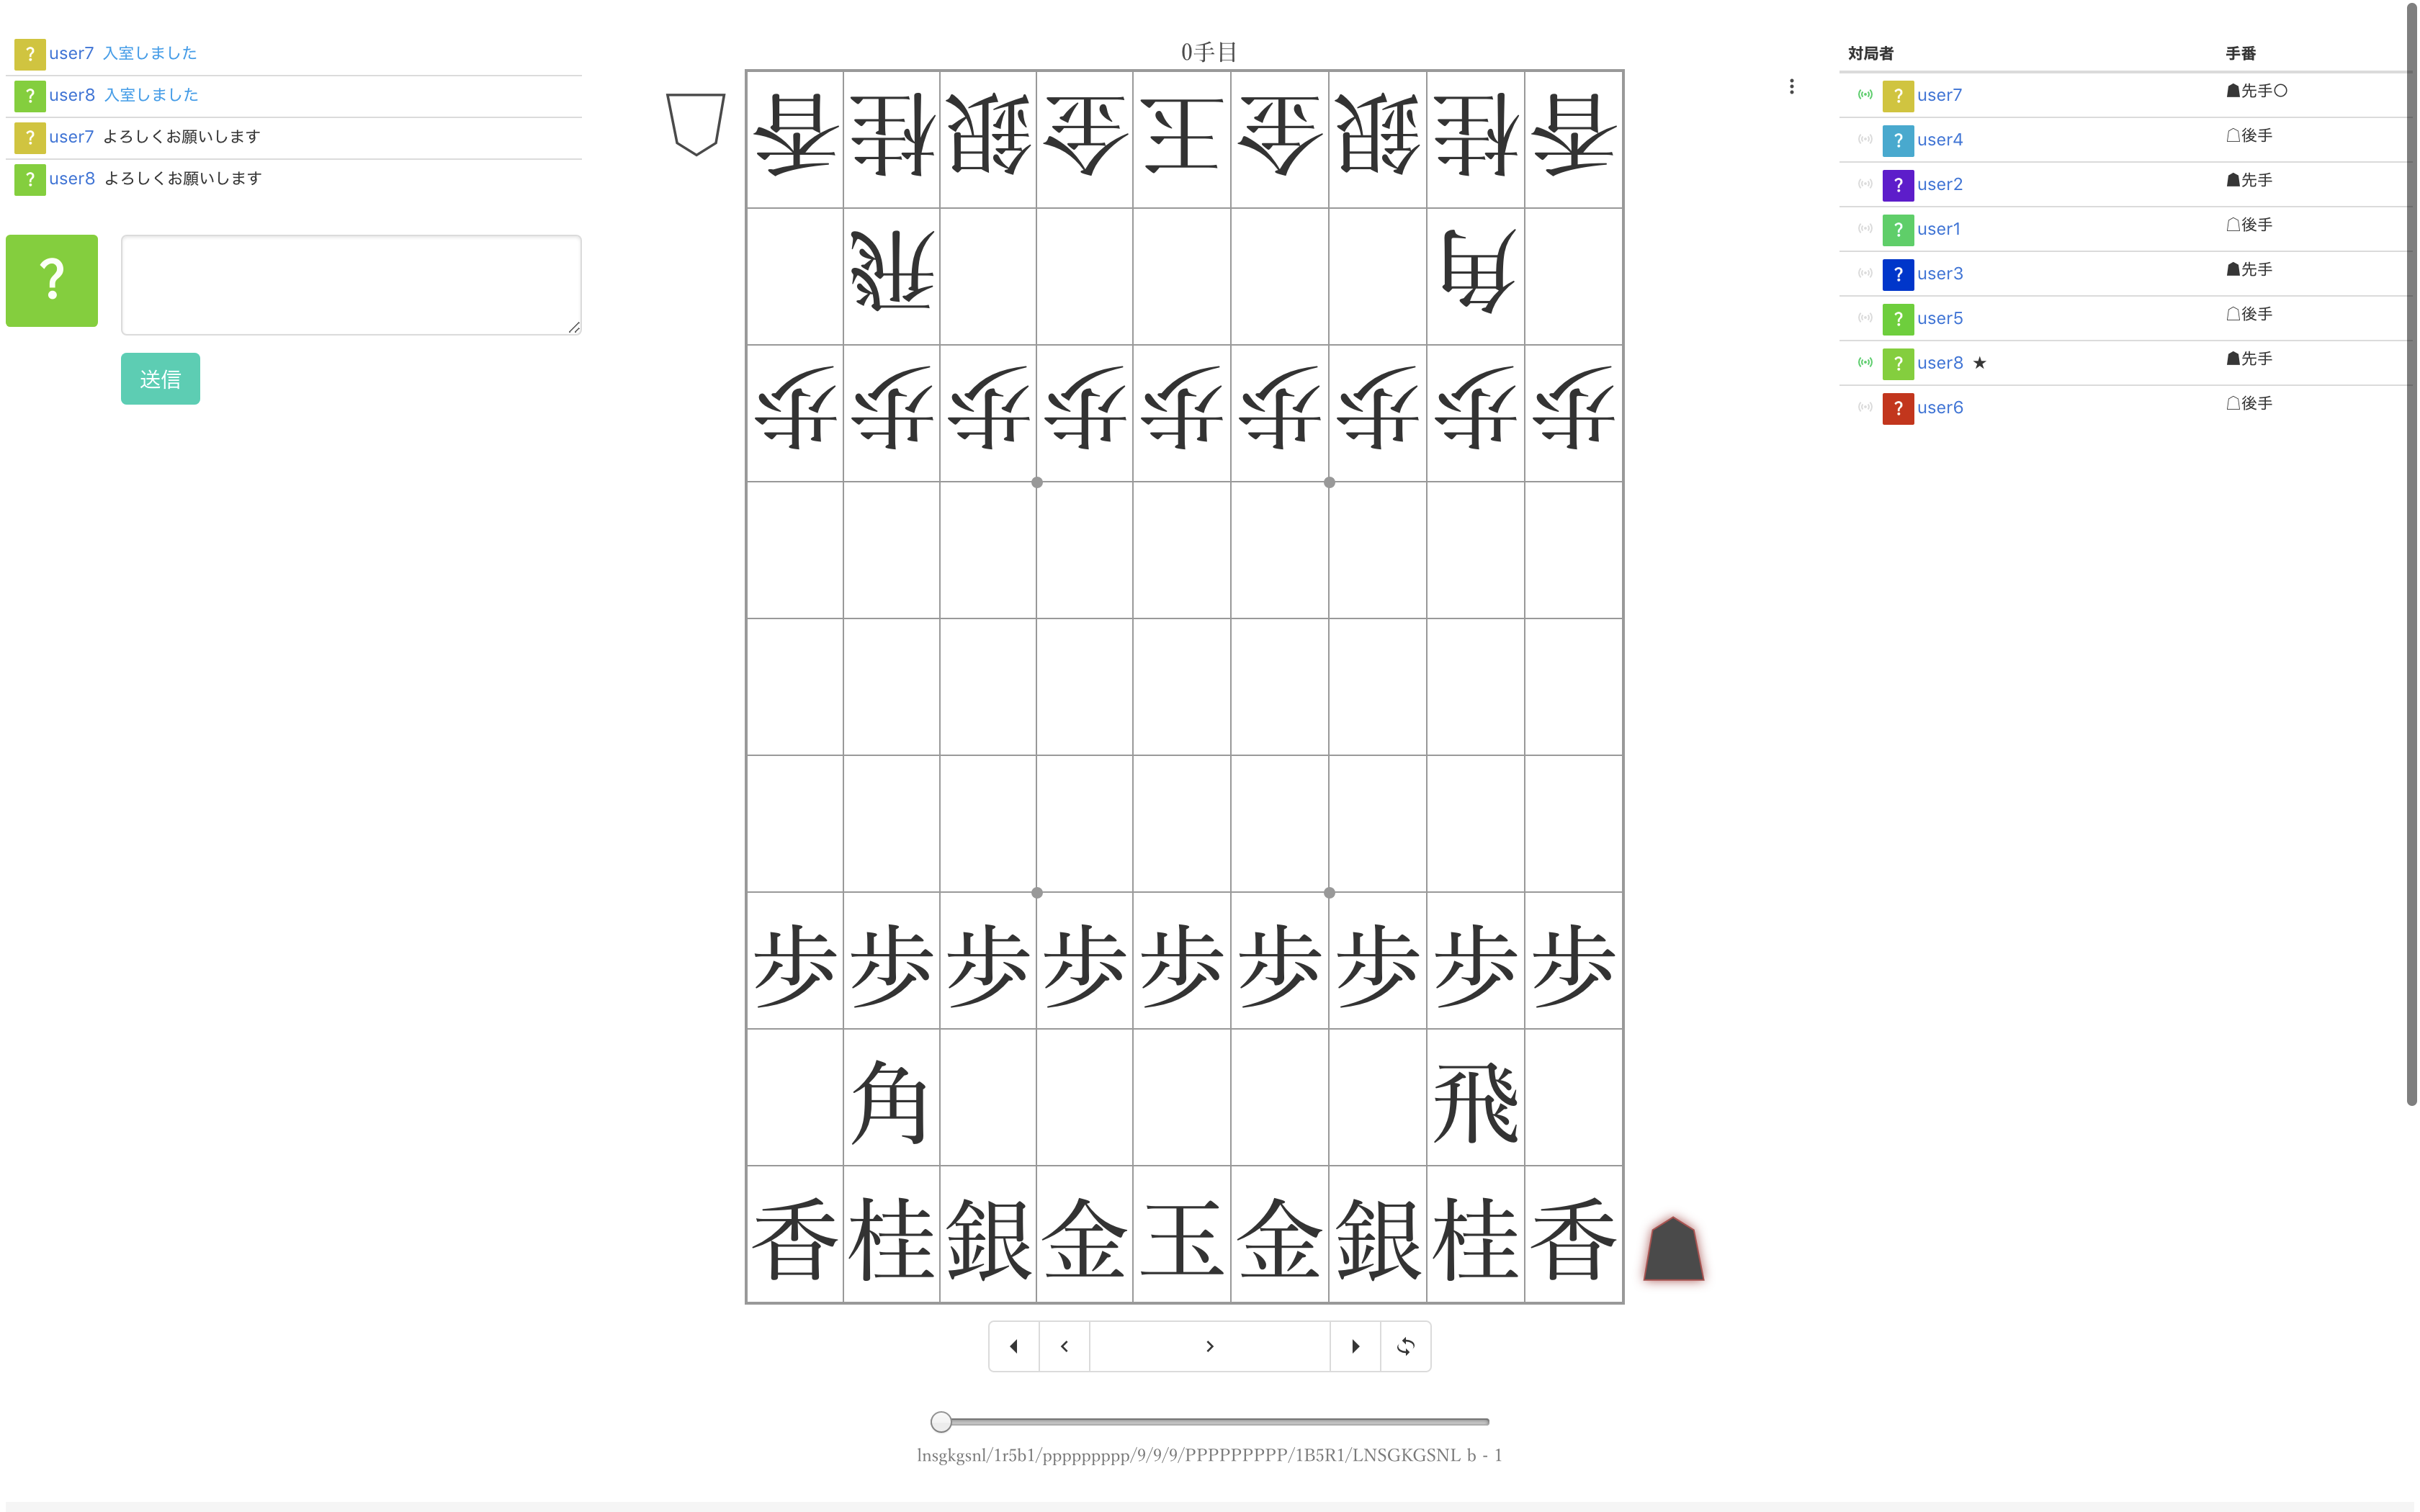 ? user7 入室しました
? user8 入室しました
? user7 よろしくお願いします
? user8 よろしくお願いします
?
送信
0手目
香桂銀金玉金銀桂香
飛角
歩歩歩歩歩歩歩歩歩
歩歩歩歩歩歩歩歩歩
角飛
香桂銀金玉金銀桂香
lnsgkgsnl/1r5b1/ppppppppp/9/9/9/PPPPPPPPP/1B5R1/LNSGKGSNL b - 1
対局者 手番
? user7 ☗先手○
? user4 ☖後手
? user2 ☗先手
? user1 ☖後手
? user3 ☗先手
? user5 ☖後手
? user8 ★ ☗先手
? user6 ☖後手